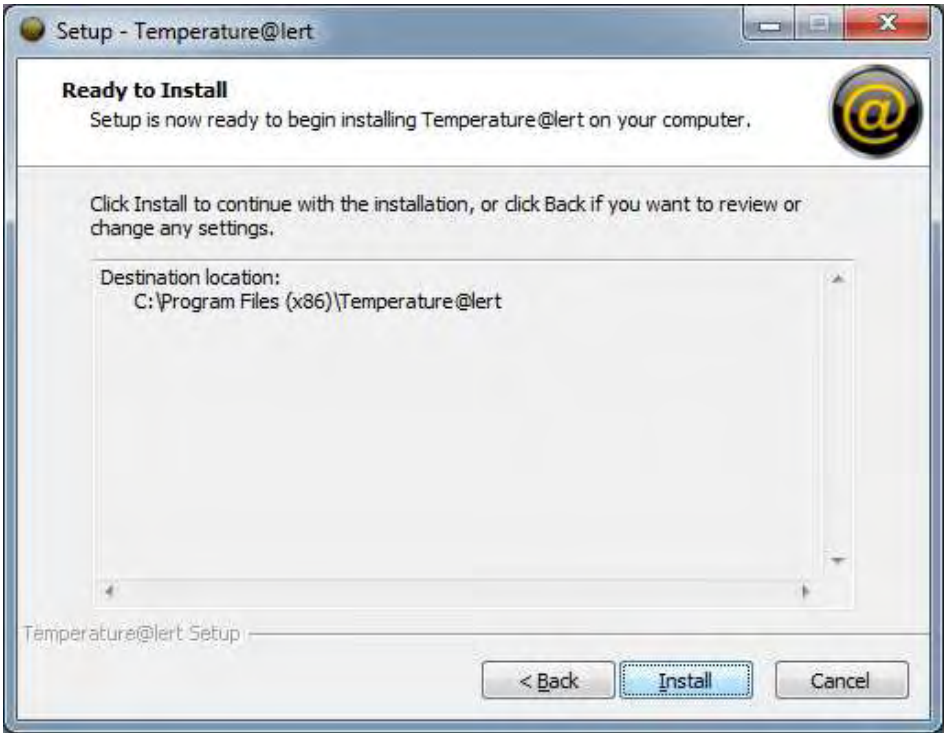 Setup - Temperature@lert
Ready to Install
Setup is now ready to begin installing Temperature@lert on your computer.
@
Click Install to continue with the installation, or click Back if you want to review or
change any settings.
Destination location:
C:\Program Files (x86)\Temperature@lert
Temperature@lert Setup
< Back
Install
Cancel